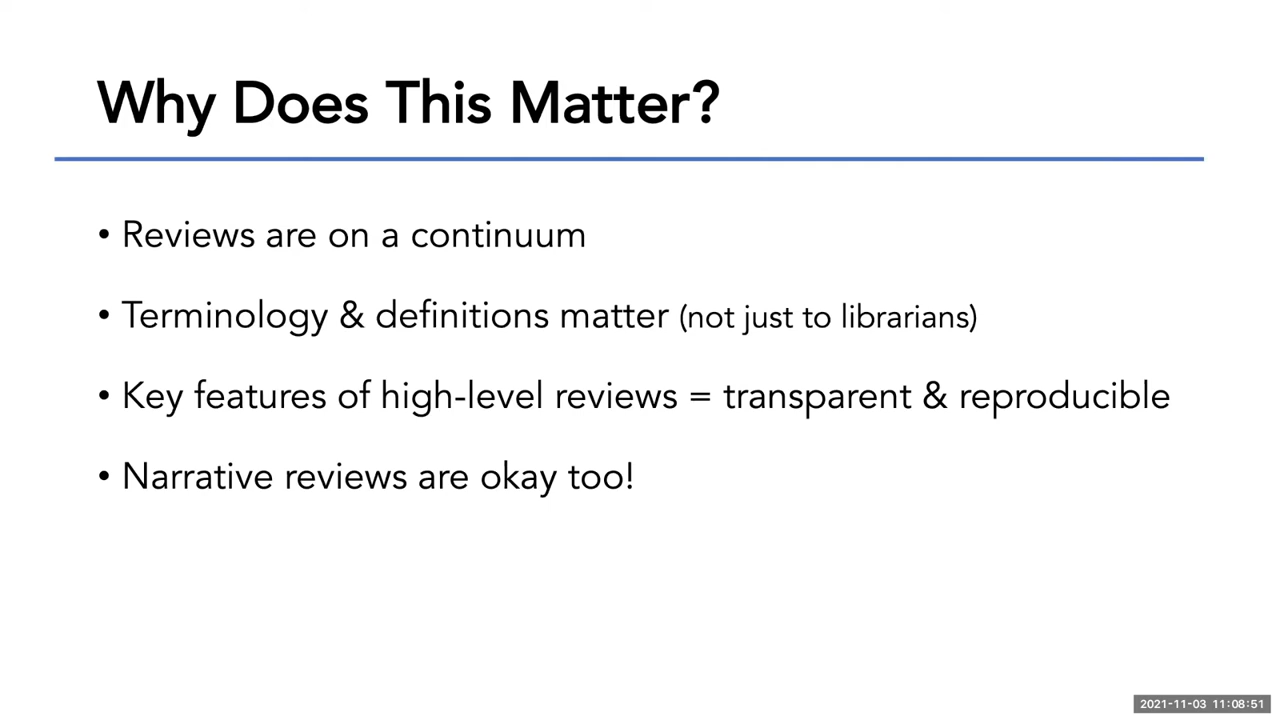 Why Does This Matter?
• Reviews are on a continuum
• Terminology & definitions matter (not just to librarians)
• Key features of high-level reviews = transparent & reproducible
• Narrative reviews are okay too!
2021-11-03 11:08:51